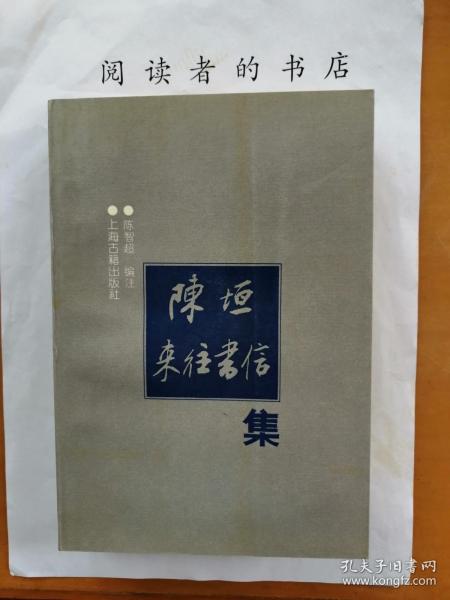 阅读者的书店
陈智超 编注
上海古籍出版社
陳垣
来往書信
集
孔夫子旧书网
www.kongfz.com